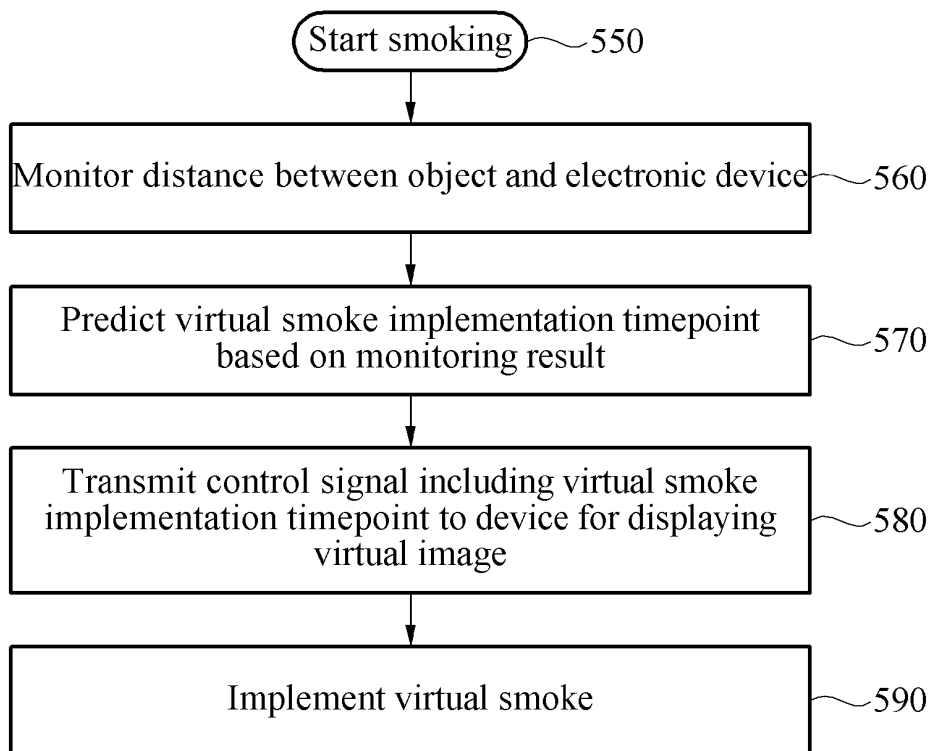 Start smoking
550
Monitor distance between object and electronic device
560
Predict virtual smoke implementation timepoint
based on monitoring result
570
Transmit control signal including virtual smoke
implementation timepoint to device for displaying
virtual image
580
Implement virtual smoke
590